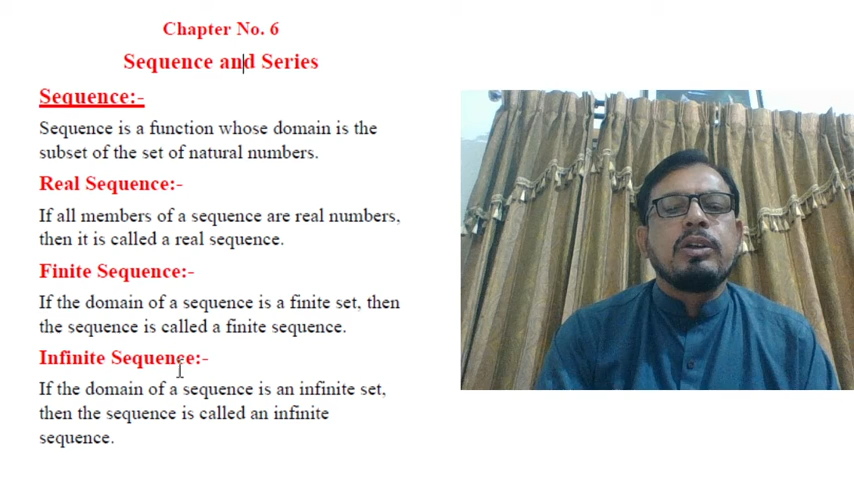 Chapter No. 6
Sequence and Series
Sequence:-
Sequence is a function whose domain is the
subset of the set of natural numbers.
Real Sequence:-
If all members of a sequence are real numbers,
then it is called a real sequence.
Finite Sequence:-
If the domain of a sequence is a finite set, then
the sequence is called a finite sequence.
Infinite Sequence:-
If the domain of a sequence is an infinite set,
then the sequence is called an infinite
sequence.